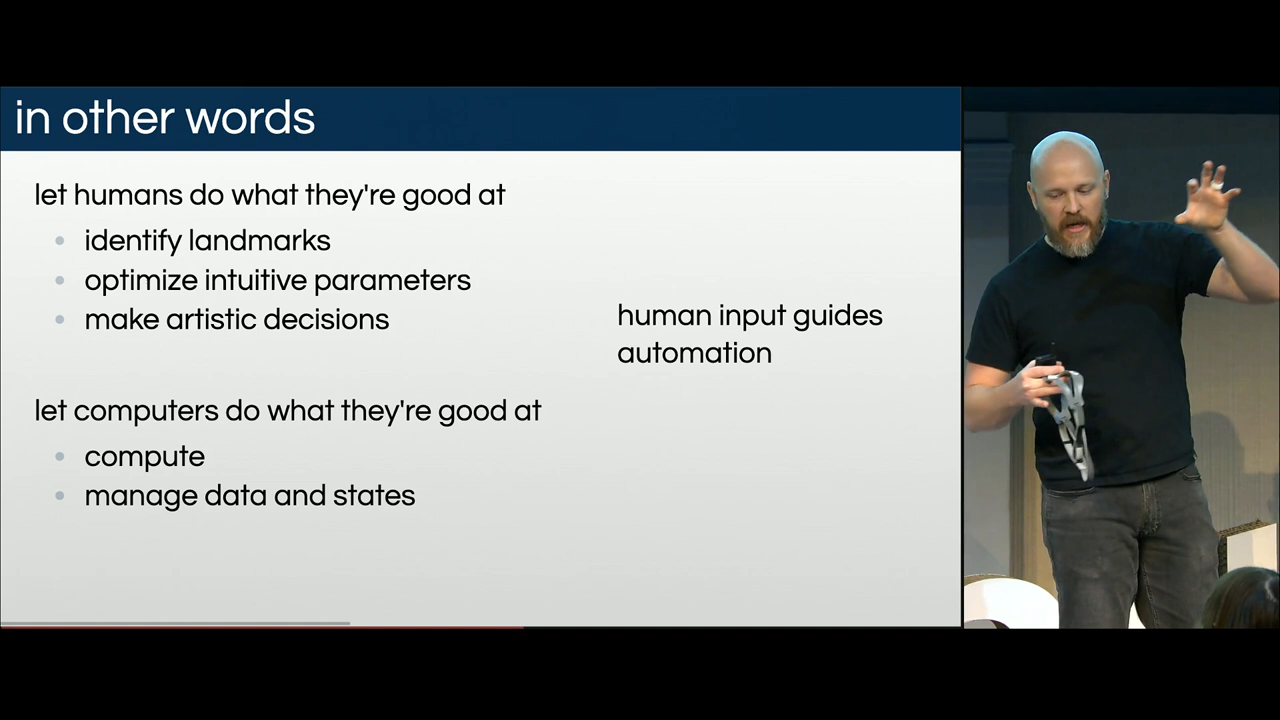 in other words
let humans do what they're good at
identify landmarks
optimize intuitive parameters
make artistic decisions
human input guides
automation
let computers do what they're good at
compute
manage data and states